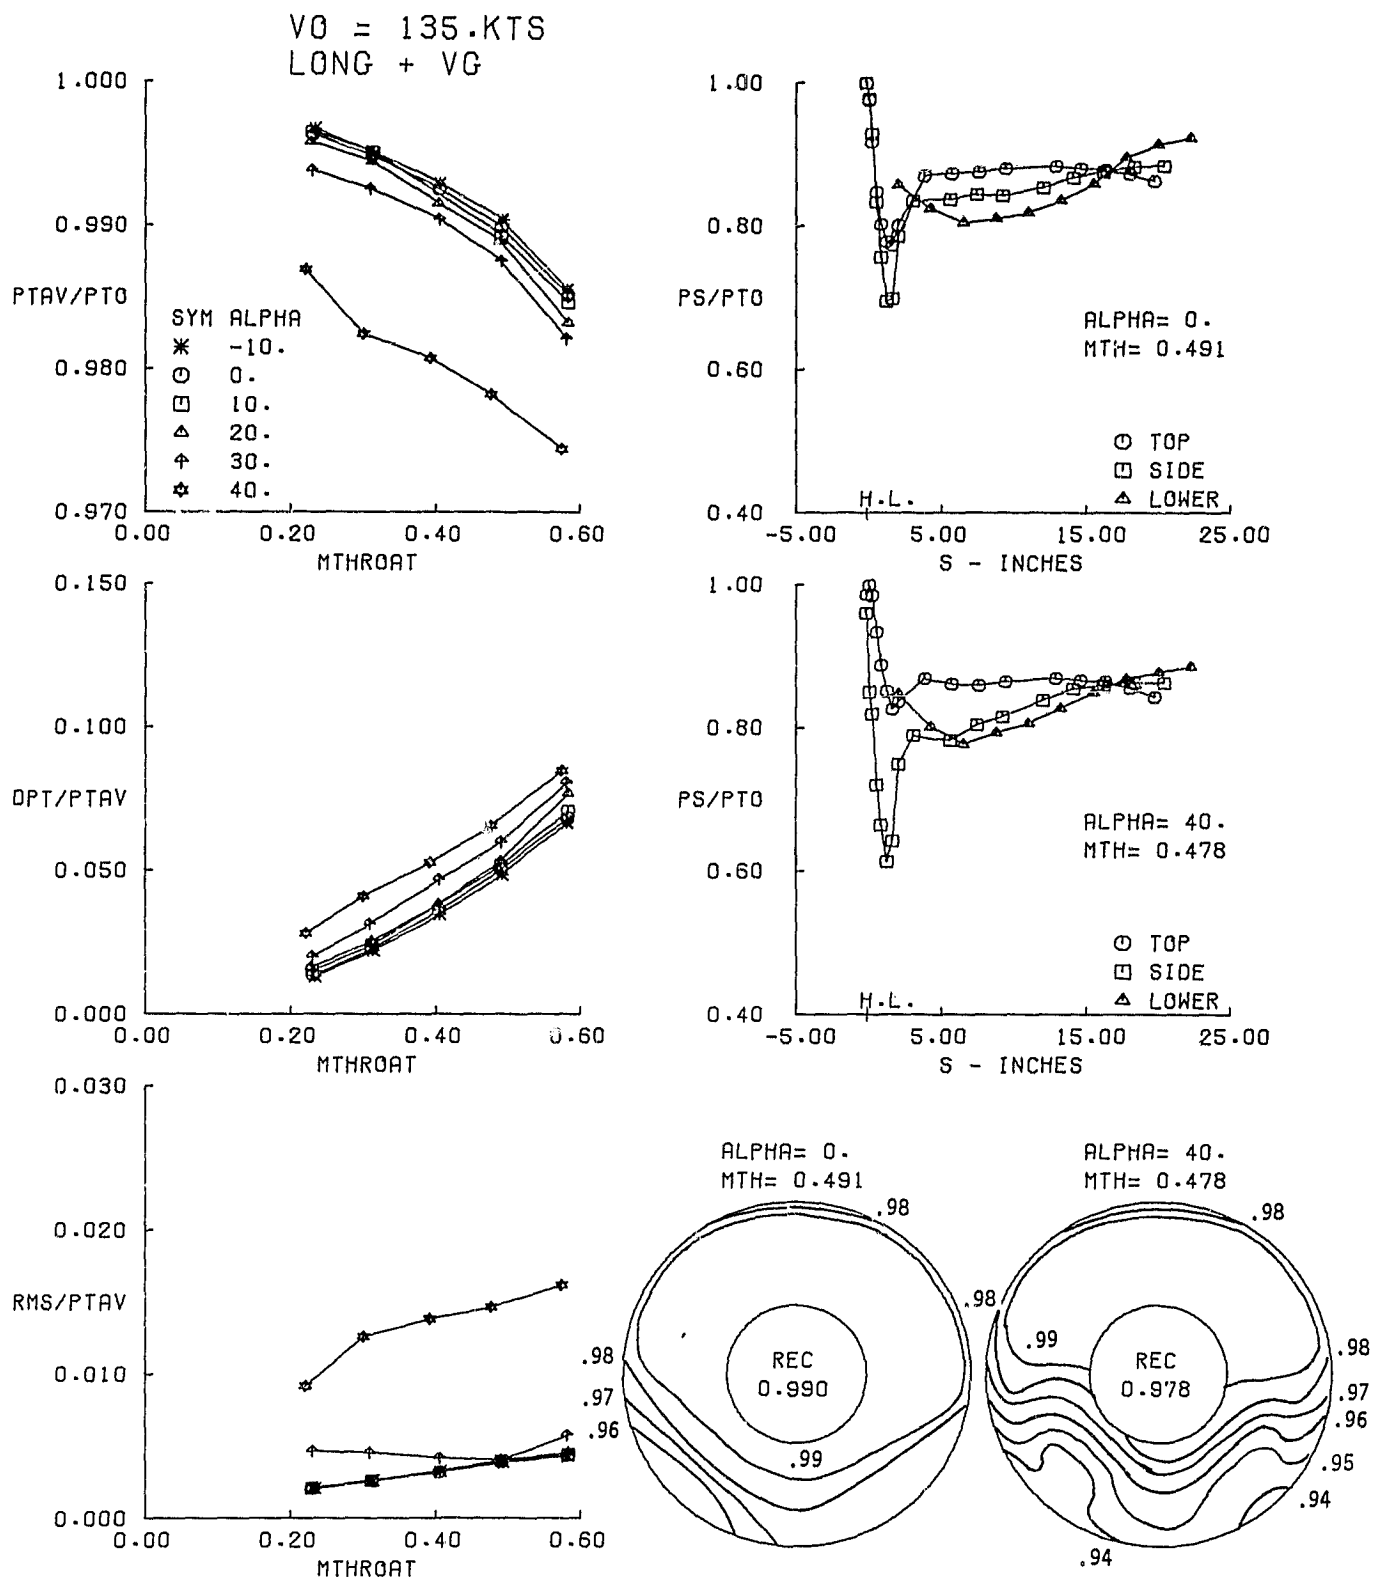 V0 = 135.KTS
LONG + VG
1.000
0.990
PTAV/PT0
0.980
0.970
SYM ALPHA
-10.
0.
10.
20.
30.
40.
0.00 0.20 0.40 0.60
MTHROAT
1.00
0.80
PS/PT0
0.60
0.40
ALPHA= 0.
MTH= 0.491
TOP
SIDE
LOWER
H.L.
-5.00 5.00 15.00 25.00
S - INCHES
0.150
0.100
DPT/PTAV
0.050
0.000
0.00 0.20 0.40 0.60
MTHROAT
1.00
0.80
PS/PT0
0.60
0.40
ALPHA= 40.
MTH= 0.478
TOP
SIDE
LOWER
H.L.
-5.00 5.00 15.00 25.00
S - INCHES
0.030
0.020
RMS/PTAV
0.010
0.000
0.00 0.20 0.40 0.60
MTHROAT
ALPHA= 0.
MTH= 0.491
.98
.98
.97
.96
REC
0.990
.99
ALPHA= 40.
MTH= 0.478
.98
.98
.99
REC
0.978
.98
.97
.96
.95
.94
.94